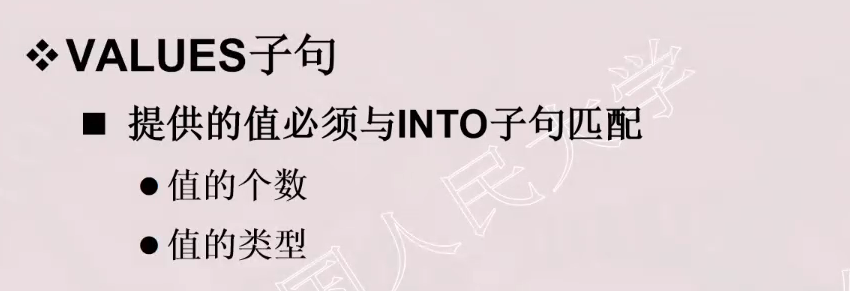 ❖VALUES子句
■ 提供的值必须与INTO子句匹配
●值的个数
●值的类型
国人民大学